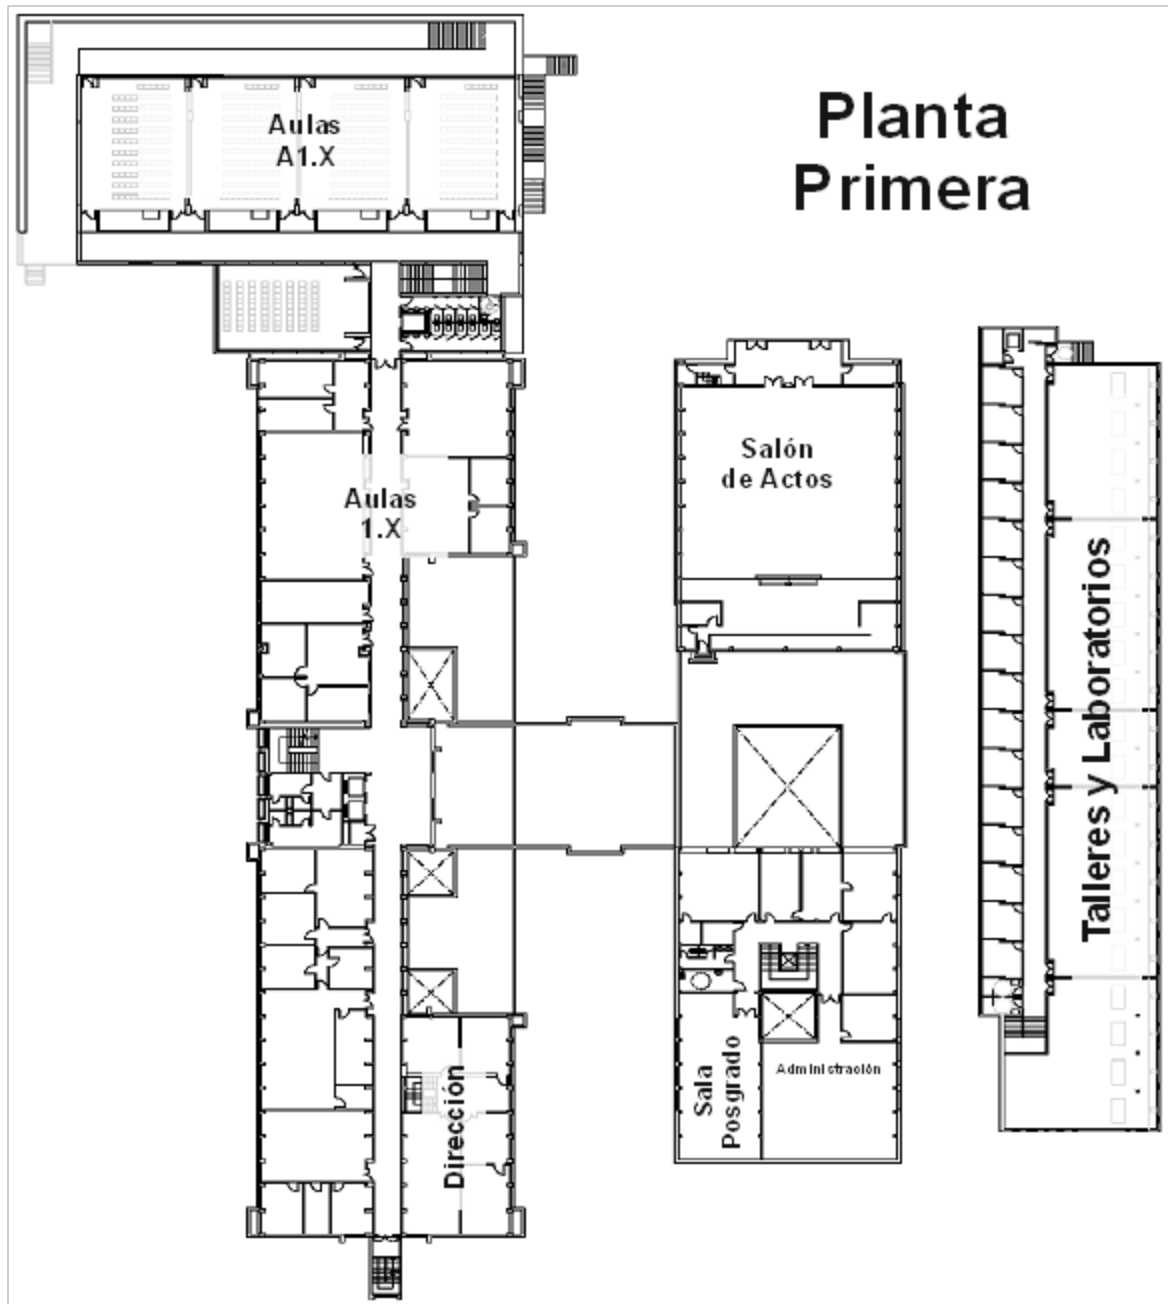 Planta
Primera
Aulas
A1.X
Salón
de Actos
Aulas
1.X
Talleres y Laboratorios
Dirección
Sala
Posgrado
Administración